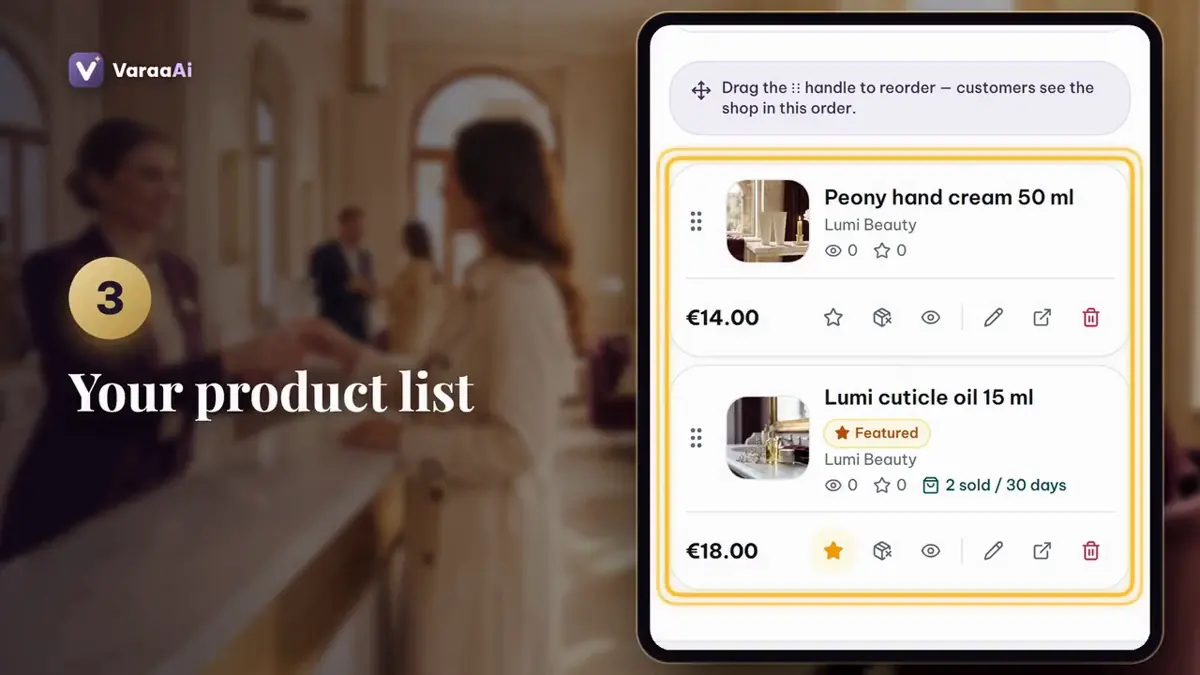 VaraaAi
3
Your product list
Drag the ⠿ handle to reorder — customers see the
shop in this order.
Peony hand cream 50 ml
Lumi Beauty
0 0
€14.00
Lumi cuticle oil 15 ml
Featured
Lumi Beauty
0 0 2 sold / 30 days
€18.00